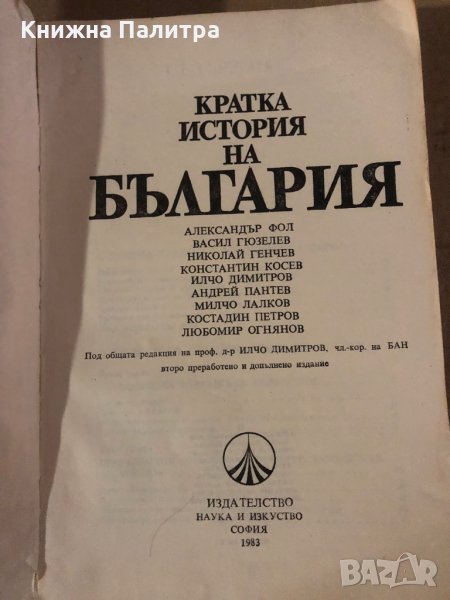 Книжна Палитра
КРАТКА
ИСТОРИЯ
НА
БЪЛГАРИЯ
АЛЕКСАНДЪР ФОЛ
ВАСИЛ ГЮЗЕЛЕВ
НИКОЛАЙ ГЕНЧЕВ
КОНСТАНТИН КОСЕВ
ИЛЧО ДИМИТРОВ
АНДРЕЙ ПАНТЕВ
МИЛЧО ЛАЛКОВ
КОСТАДИН ПЕТРОВ
ЛЮБОМИР ОГНЯНОВ
Под общата редакция на проф. д-р ИЛЧО ДИМИТРОВ, чл.-кор. на БАН
второ преработено и допълнено издание
ИЗДАТЕЛСТВО
НАУКА И ИЗКУСТВО
СОФИЯ
1983
BAZAR